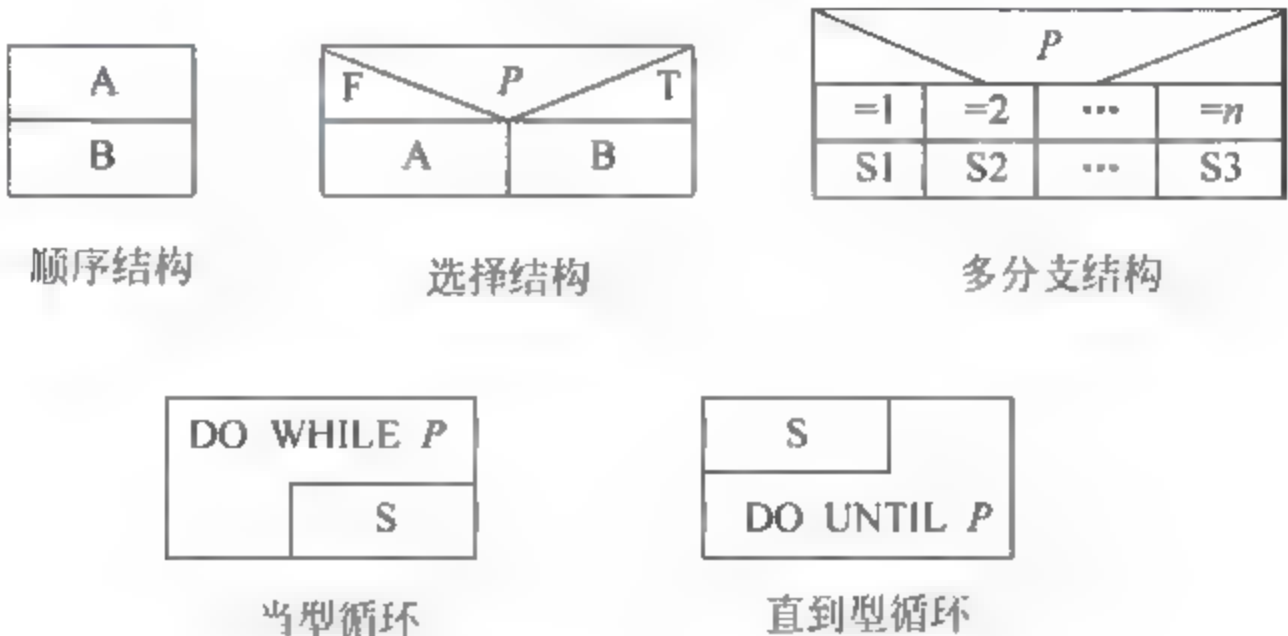 A
B
顺序结构
F P T
A B
选择结构
P
=1 =2 … =n
S1 S2 … S3
多分支结构
DO WHILE P
S
当型循环
S
DO UNTIL P
直到型循环